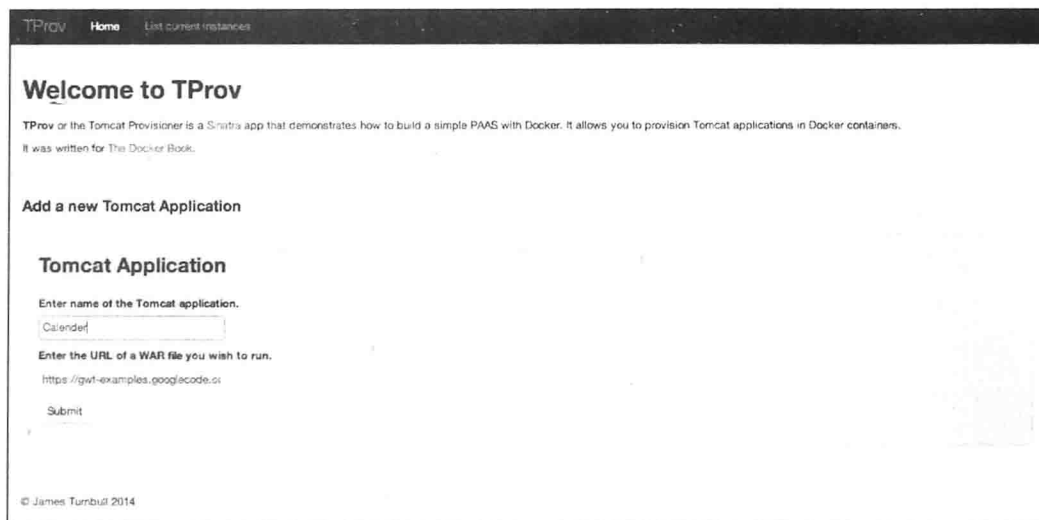 TProv Home List current instances
Welcome to TProv
TProv or the Tomcat Provisioner is a Sinatra app that demonstrates how to build a simple PAAS with Docker. It allows you to provision Tomcat applications in Docker containers.
It was written for The Docker Book.
Add a new Tomcat Application
Tomcat Application
Enter name of the Tomcat application.
Calender
Enter the URL of a WAR file you wish to run.
https://gwt-examples.googlecode.co
Submit
© James Turnbull 2014